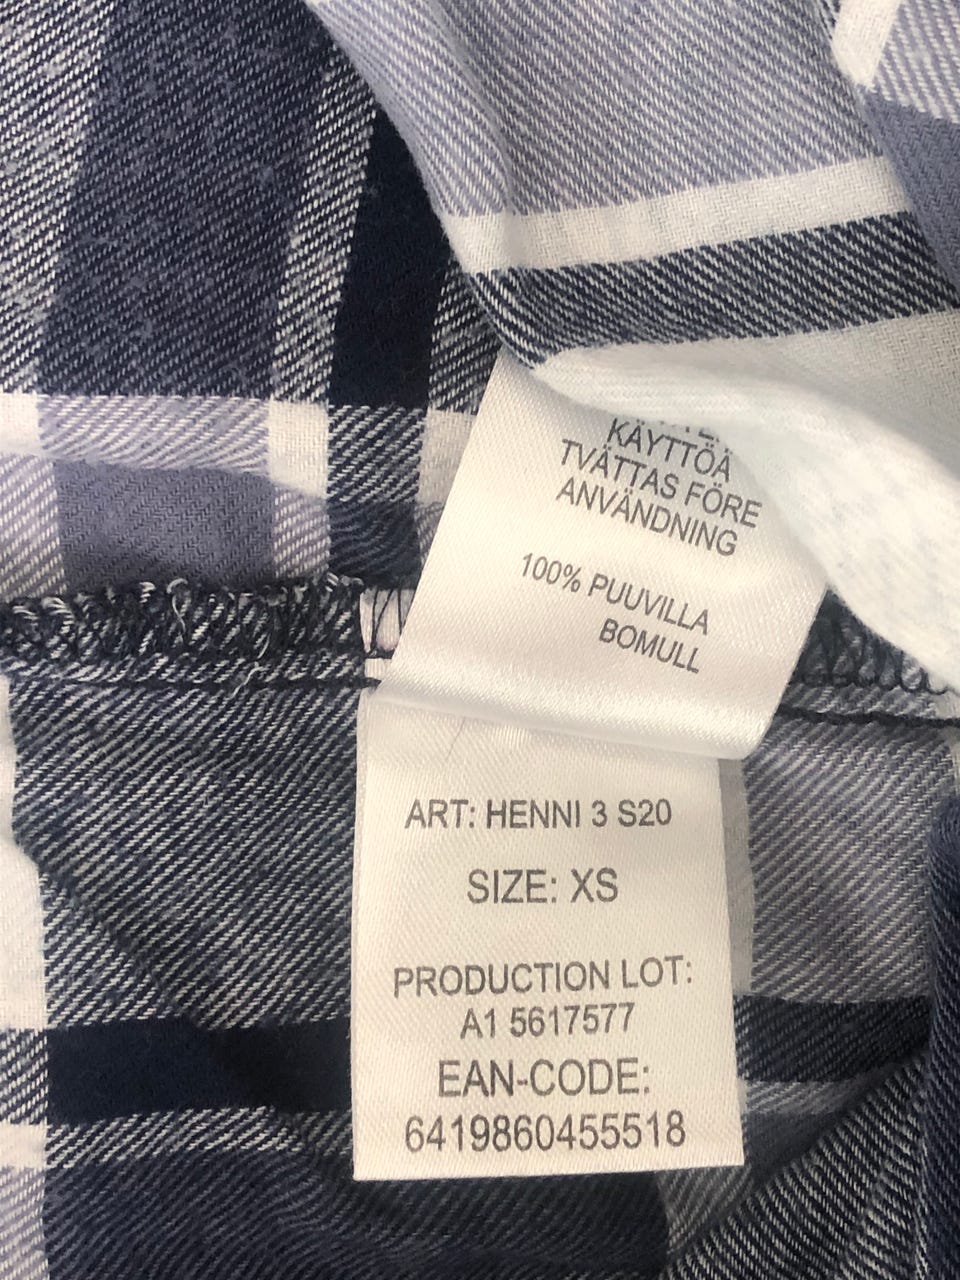 KÄYTTÖÄ
TVÄTTAS FÖRE
ANVÄNDNING
100% PUUVILLA
BOMULL
ART: HENNI 3 S20
SIZE: XS
PRODUCTION LOT:
A1 5617577
EAN-CODE:
6419860455518